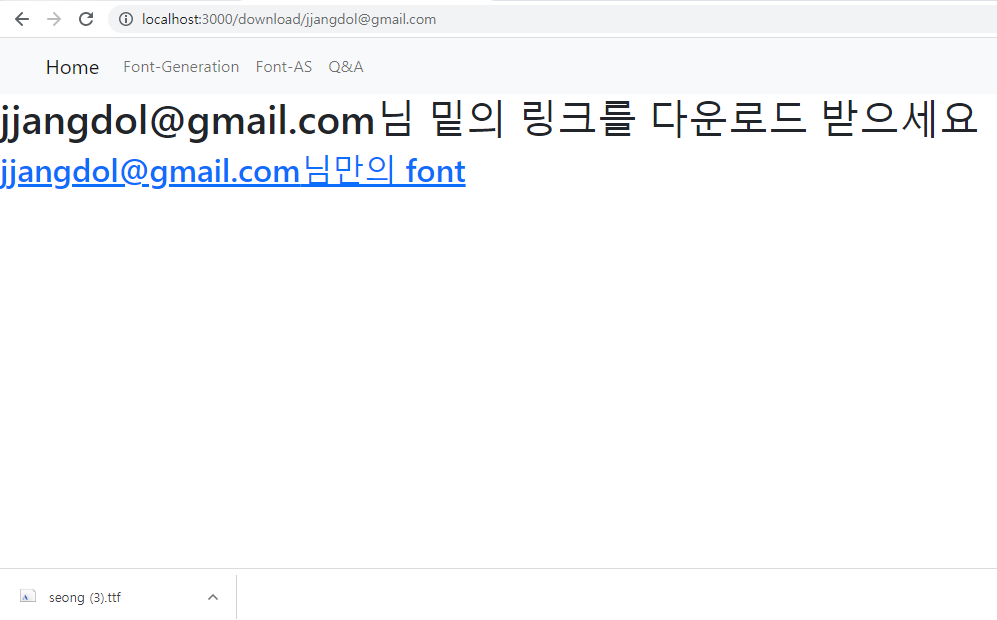 localhost:3000/download/jjangdol@gmail.com
Home Font-Generation Font-AS Q&A
jjangdol@gmail.com님 밑의 링크를 다운로드 받으세요
jjangdol@gmail.com님만의 font
seong (3).ttf